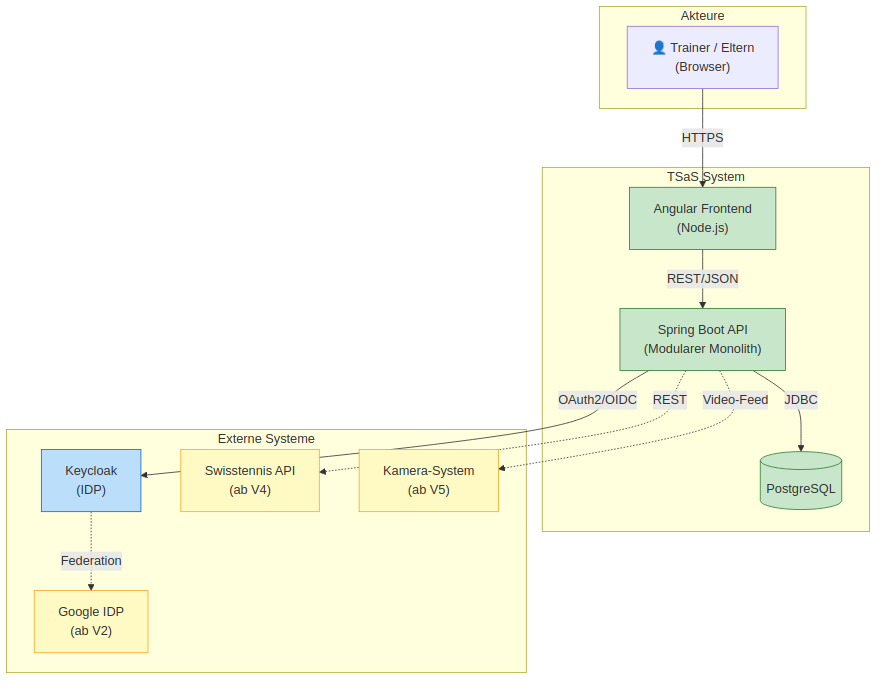 Akteure
👤 Trainer / Eltern
(Browser)
HTTPS
TSaS System
Angular Frontend
(Node.js)
REST/JSON
Spring Boot API
(Modularer Monolith)
OAuth2/OIDC
REST
Video-Feed
JDBC
PostgreSQL
Externe Systeme
Keycloak
(IDP)
Swisstennis API
(ab V4)
Kamera-System
(ab V5)
Federation
Google IDP
(ab V2)